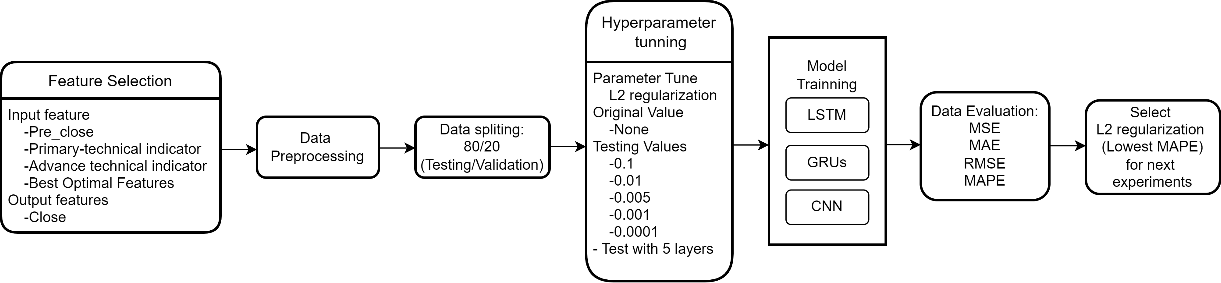 Feature Selection
Input feature
-Pre_close
-Primary-technical indicator
-Advance technical indicator
-Best Optimal Features
Output features
-Close
Data
Preprocessing
Data spliting:
80/20
(Testing/Validation)
Hyperparameter
tunning
Parameter Tune
L2 regularization
Original Value
-None
Testing Values
-0.1
-0.01
-0.005
-0.001
-0.0001
- Test with 5 layers
Model
Trainning
LSTM
GRUs
CNN
Data Evaluation:
MSE
MAE
RMSE
MAPE
Select
L2 regularization
(Lowest MAPE)
for next
experiments